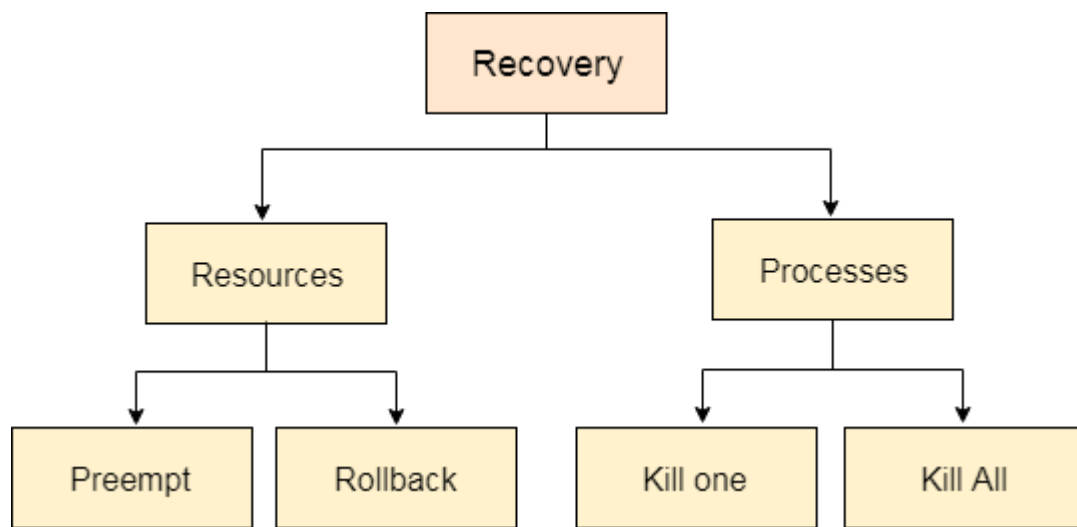 Recovery
Resources
Processes
Preempt
Rollback
Kill one
Kill All